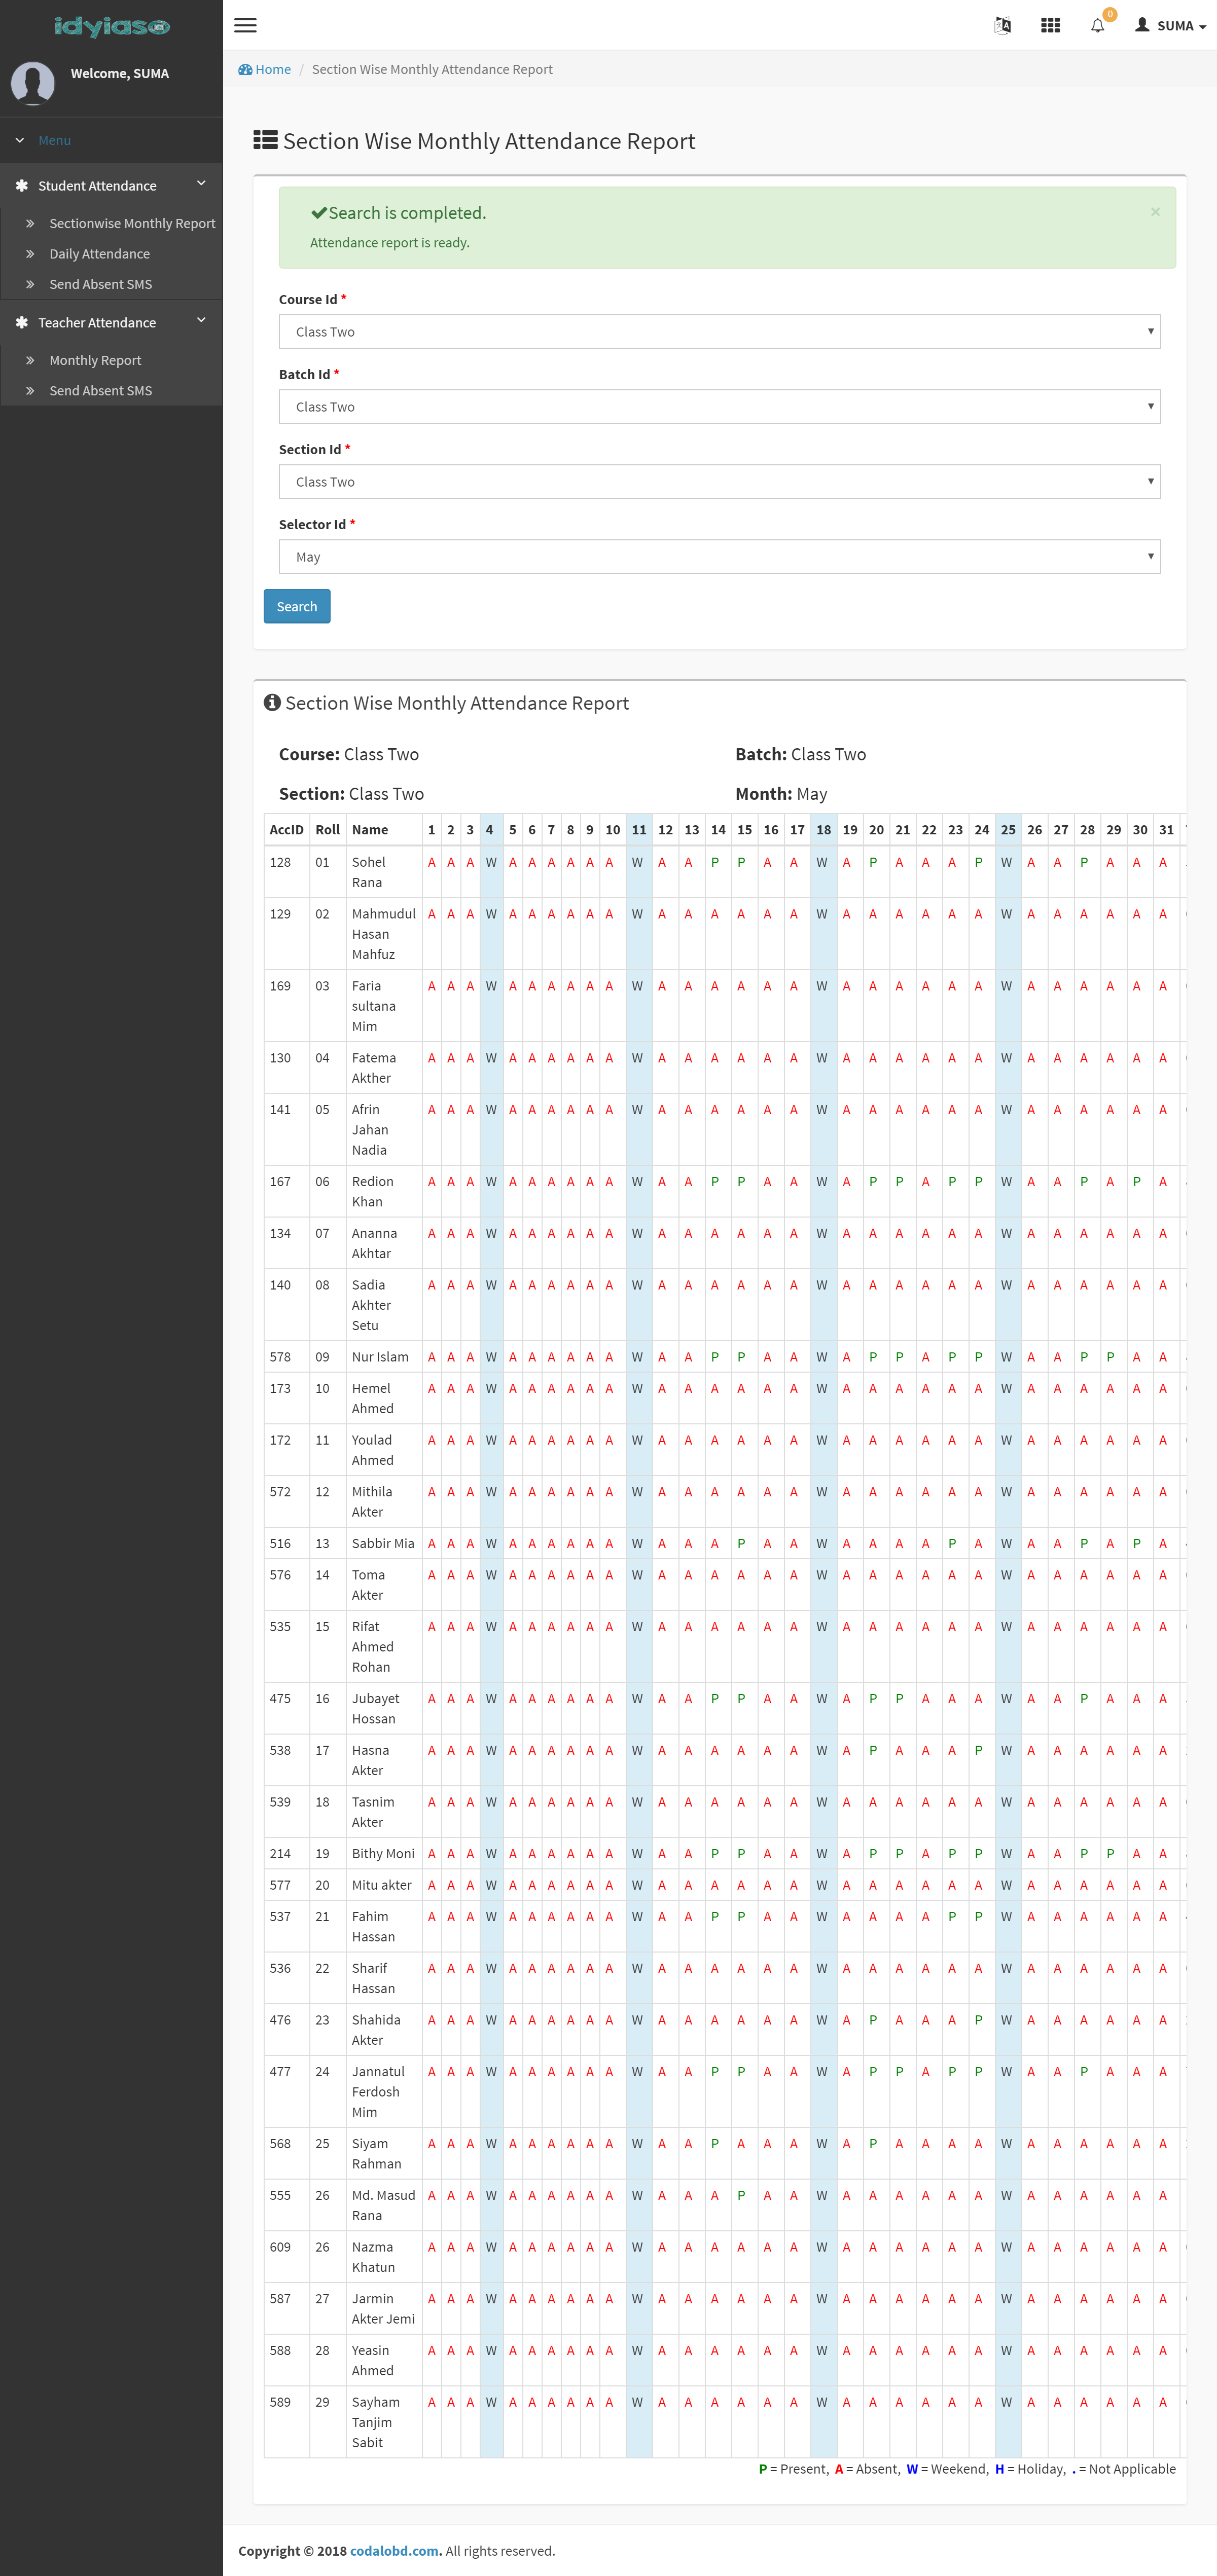 idyiaso
0
SUMA
Welcome, SUMA
Home / Section Wise Monthly Attendance Report
Menu
Student Attendance
Sectionwise Monthly Report
Daily Attendance
Send Absent SMS
Teacher Attendance
Monthly Report
Send Absent SMS
Section Wise Monthly Attendance Report
Search is completed.
×
Attendance report is ready.
Course Id *
Class Two
Batch Id *
Class Two
Section Id *
Class Two
Selector Id *
May
Search
Section Wise Monthly Attendance Report
Course: Class Two Batch: Class Two
Section: Class Two Month: May
AccID Roll Name 1 2 3 4 5 6 7 8 9 10 11 12 13 14 15 16 17 18 19 20 21 22 23 24 25 26 27 28 29 30 31
128 01 Sohel A A A W A A A A A A W A A P P A A W A P A A A P W A A P A A A
Rana
129 02 Mahmudul A A A W A A A A A A W A A A A A A W A A A A A A W A A A A A A
Hasan
Mahfuz
169 03 Faria A A A W A A A A A A W A A A A A A W A A A A A A W A A A A A A
sultana
Mim
130 04 Fatema A A A W A A A A A A W A A A A A A W A A A A A A W A A A A A A
Akther
141 05 Afrin A A A W A A A A A A W A A A A A A W A A A A A A W A A A A A A
Jahan
Nadia
167 06 Redion A A A W A A A A A A W A A P P A A W A P P A P P W A A P A P A
Khan
134 07 Ananna A A A W A A A A A A W A A A A A A W A A A A A A W A A A A A A
Akhtar
140 08 Sadia A A A W A A A A A A W A A A A A A W A A A A A A W A A A A A A
Akhter
Setu
578 09 Nur Islam A A A W A A A A A A W A A P P A A W A P P A P P W A A P P A A
173 10 Hemel A A A W A A A A A A W A A A A A A W A A A A A A W A A A A A A
Ahmed
172 11 Youlad A A A W A A A A A A W A A A A A A W A A A A A A W A A A A A A
Ahmed
572 12 Mithila A A A W A A A A A A W A A A A A A W A A A A A A W A A A A A A
Akter
516 13 Sabbir Mia A A A W A A A A A A W A A A P A A W A A A A P A W A A P A P A
576 14 Toma A A A W A A A A A A W A A A A A A W A A A A A A W A A A A A A
Akter
535 15 Rifat A A A W A A A A A A W A A A A A A W A A A A A A W A A A A A A
Ahmed
Rohan
475 16 Jubayet A A A W A A A A A A W A A P P A A W A P P A A A W A A P A A A
Hossan
538 17 Hasna A A A W A A A A A A W A A A A A A W A P A A A P W A A A A A A
Akter
539 18 Tasnim A A A W A A A A A A W A A A A A A W A A A A A A W A A A A A A
Akter
214 19 Bithy Moni A A A W A A A A A A W A A P P A A W A P P A P P W A A P P A A
577 20 Mitu akter A A A W A A A A A A W A A A A A A W A A A A A A W A A A A A A
537 21 Fahim A A A W A A A A A A W A A P P A A W A A A A P P W A A A A A A
Hassan
536 22 Sharif A A A W A A A A A A W A A A A A A W A A A A A A W A A A A A A
Hassan
476 23 Shahida A A A W A A A A A A W A A A A A A W A P A A A P W A A A A A A
Akter
477 24 Jannatul A A A W A A A A A A W A A P P A A W A P P A P P W A A P A A A
Ferdosh
Mim
568 25 Siyam A A A W A A A A A A W A A P A A A W A P A A A A W A A A A A A
Rahman
555 26 Md. Masud A A A W A A A A A A W A A A P A A W A A A A A A W A A A A A A
Rana
609 26 Nazma A A A W A A A A A A W A A A A A A W A A A A A A W A A A A A A
Khatun
587 27 Jarmin A A A W A A A A A A W A A A A A A W A A A A A A W A A A A A A
Akter Jemi
588 28 Yeasin A A A W A A A A A A W A A A A A A W A A A A A A W A A A A A A
Ahmed
589 29 Sayham A A A W A A A A A A W A A A A A A W A A A A A A W A A A A A A
Tanjim
Sabit
P = Present, A = Absent, W = Weekend, H = Holiday, . = Not Applicable
Copyright © 2018 codalobd.com. All rights reserved.